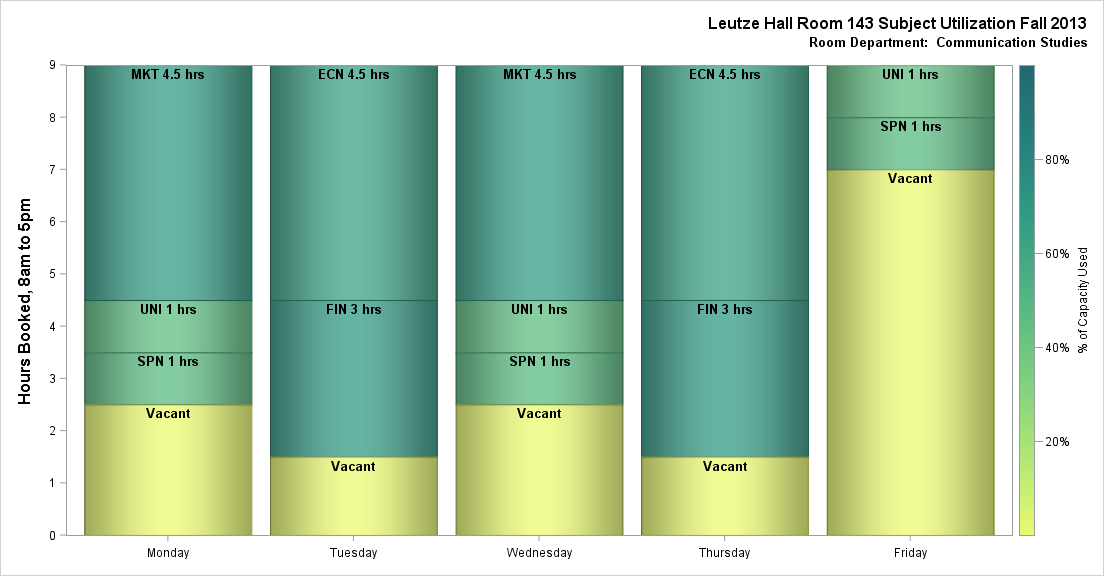 Leutze Hall Room 143 Subject Utilization Fall 2013
Room Department:  Communication Studies
Hours Booked, 8am to 5pm
9
8
7
6
5
4
3
2
1
0
MKT 4.5 hrs
UNI 1 hrs
SPN 1 hrs
Vacant
ECN 4.5 hrs
FIN 3 hrs
Vacant
MKT 4.5 hrs
UNI 1 hrs
SPN 1 hrs
Vacant
ECN 4.5 hrs
FIN 3 hrs
Vacant
UNI 1 hrs
SPN 1 hrs
Vacant
Monday
Tuesday
Wednesday
Thursday
Friday
80%
60%
40%
20%
% of Capacity Used